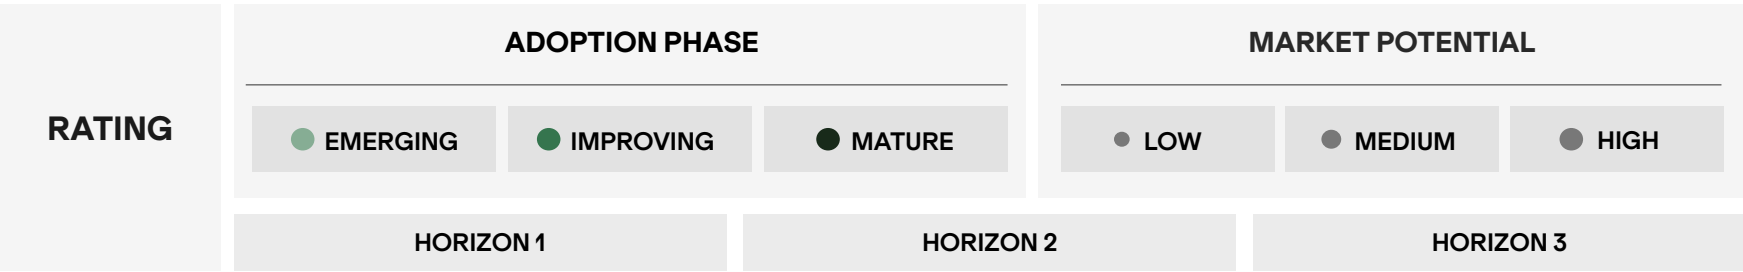 RATING
ADOPTION PHASE
EMERGING
IMPROVING
MATURE
MARKET POTENTIAL
LOW
MEDIUM
HIGH
HORIZON 1
HORIZON 2
HORIZON 3